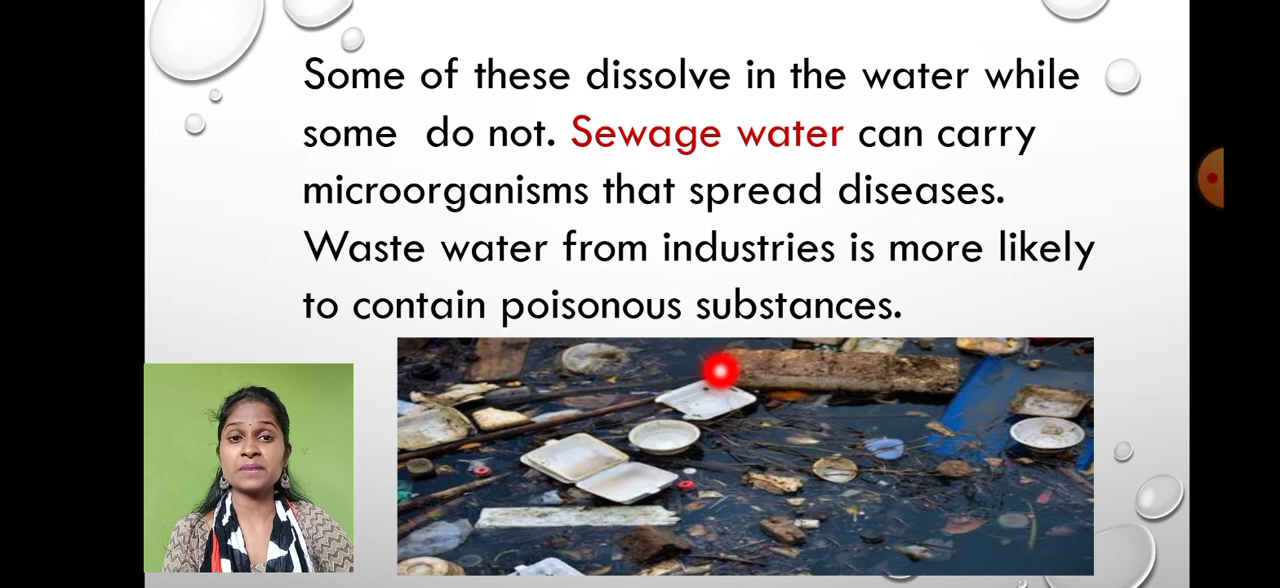 Some of these dissolve in the water while
some do not. Sewage water can carry
microorganisms that spread diseases.
Waste water from industries is more likely
to contain poisonous substances.